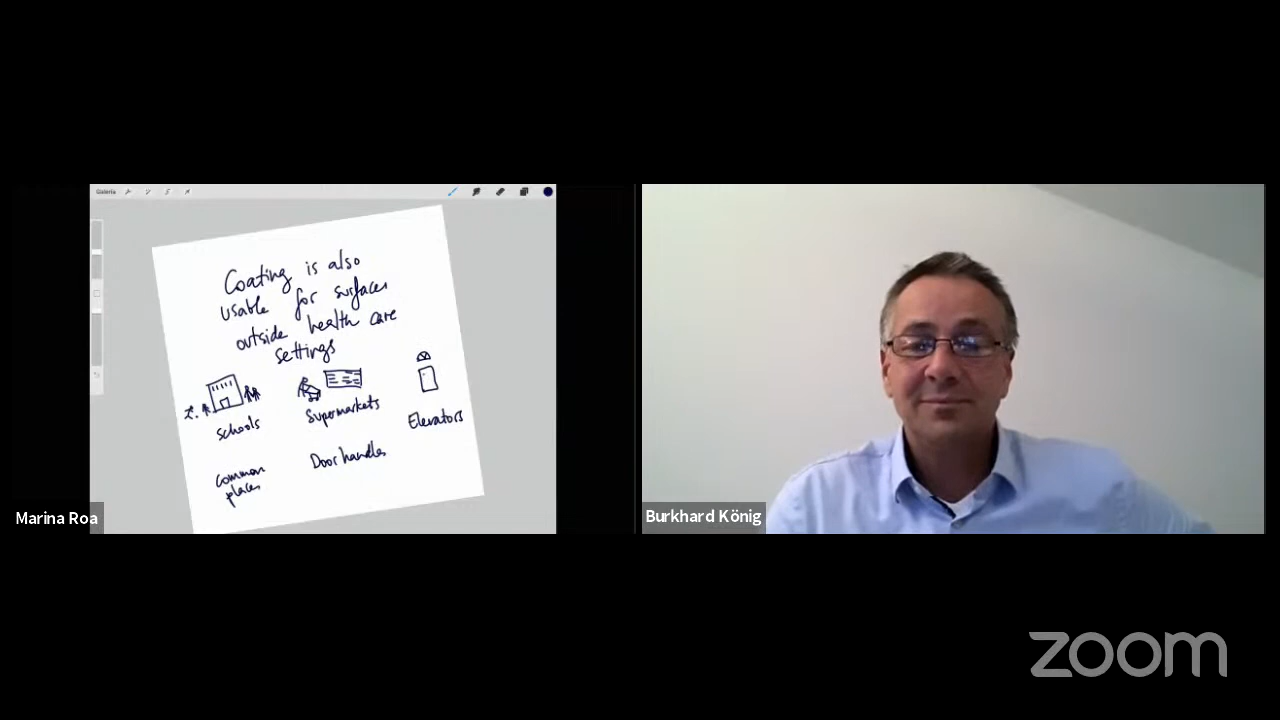 Galería
Coating is also
usable for surfaces
outside health care
settings
schools
Supermarkets
Elevators
common
places
Door handles
Marina Roa
Burkhard König
zoom